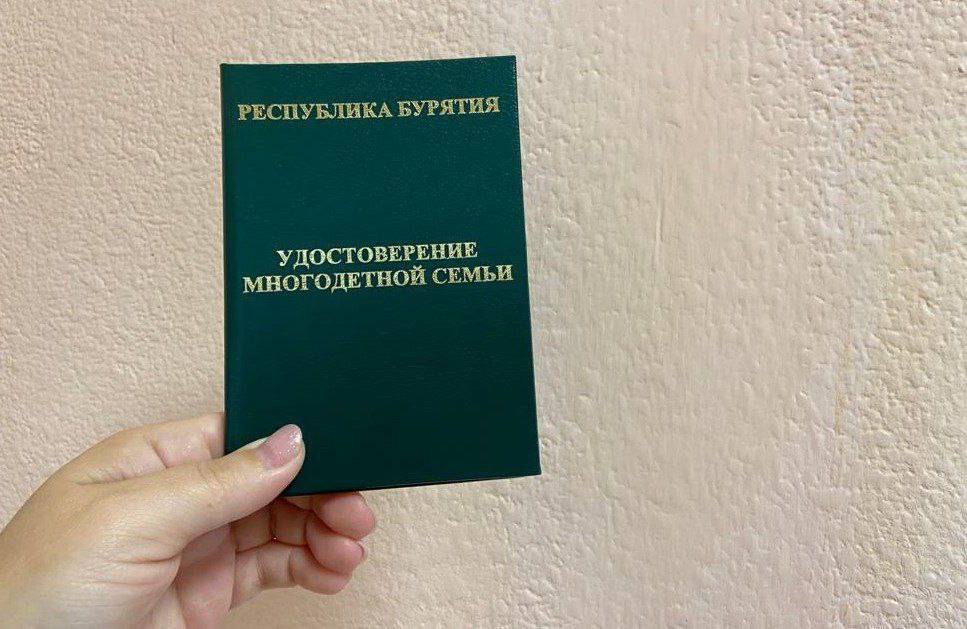 РЕСПУБЛИКА БУРЯТИЯ
УДОСТОВЕРЕНИЕ
МНОГОДЕТНОЙ СЕМЬИ